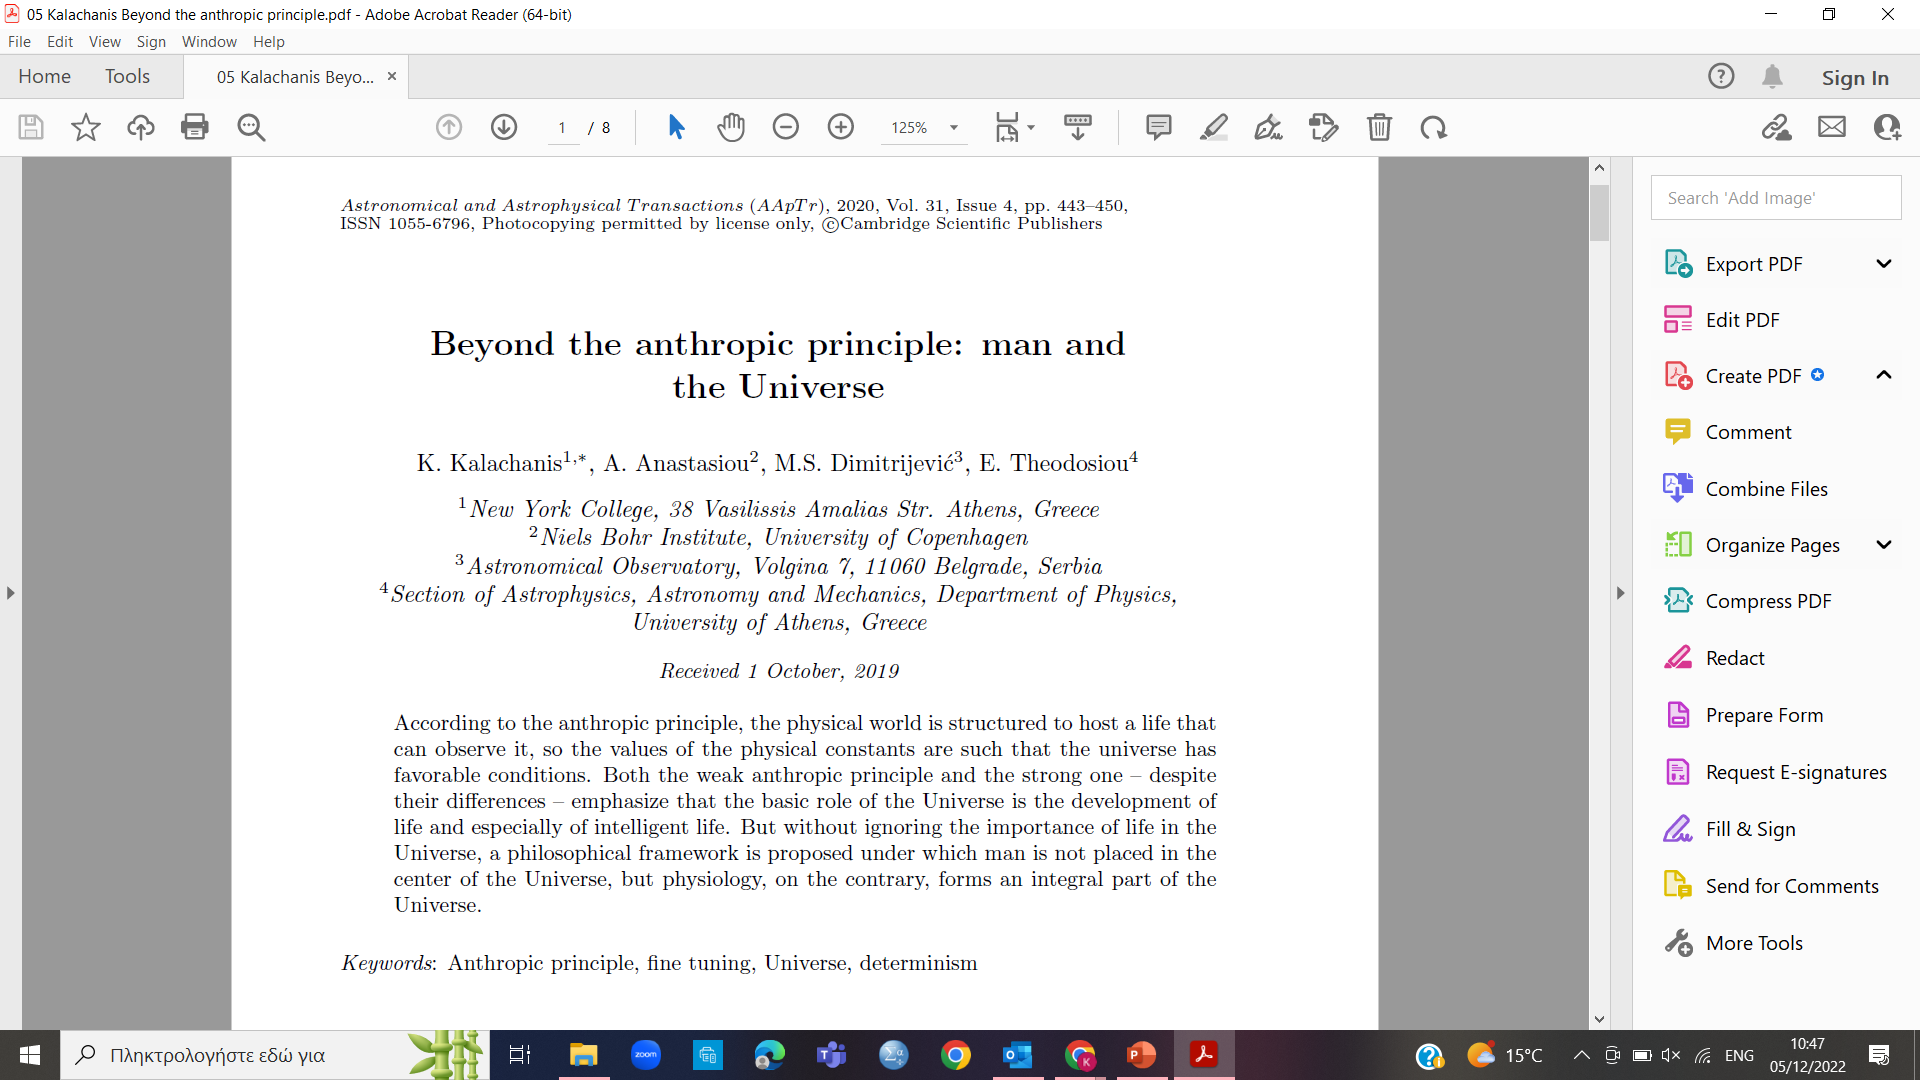 05 Kalachanis Beyond the anthropic principle.pdf - Adobe Acrobat Reader (64-bit)
File Edit View Sign Window Help
Home Tools 05 Kalachanis Beyo... × Sign In
1 / 8 125%
Astronomical and Astrophysical Transactions (AApTr), 2020, Vol. 31, Issue 4, pp. 443–450,
ISSN 1055-6796, Photocopying permitted by license only, ©Cambridge Scientific Publishers
Beyond the anthropic principle: man and
the Universe
K. Kalachanis1,*, A. Anastasiou2, M.S. Dimitrijević3, E. Theodosiou4
1New York College, 38 Vasilissis Amalias Str. Athens, Greece
2Niels Bohr Institute, University of Copenhagen
3Astronomical Observatory, Volgina 7, 11060 Belgrade, Serbia
4Section of Astrophysics, Astronomy and Mechanics, Department of Physics,
University of Athens, Greece
Received 1 October, 2019
According to the anthropic principle, the physical world is structured to host a life that
can observe it, so the values of the physical constants are such that the universe has
favorable conditions. Both the weak anthropic principle and the strong one – despite
their differences – emphasize that the basic role of the Universe is the development of
life and especially of intelligent life. But without ignoring the importance of life in the
Universe, a philosophical framework is proposed under which man is not placed in the
center of the Universe, but physiology, on the contrary, forms an integral part of the
Universe.
Keywords: Anthropic principle, fine tuning, Universe, determinism
Search 'Add Image'
Export PDF
Edit PDF
Create PDF
Comment
Combine Files
Organize Pages
Compress PDF
Redact
Prepare Form
Request E-signatures
Fill & Sign
Send for Comments
More Tools
Πληκτρολογήστε εδώ για
zoom
15°C
ENG
10:47
05/12/2022